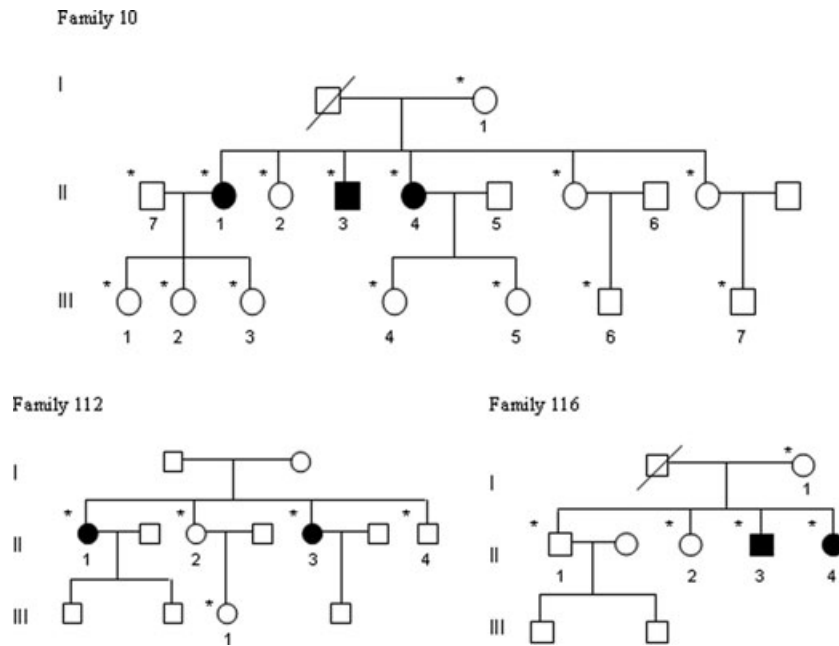 Family 10
I
*
1
* * * * * * *
II
7 1 2 3 4 5 6
* * * * * * *
III
1 2 3 4 5 6 7
Family 112
I
* * * *
II
1 2 3 4
*
III
1
Family 116
*
I
1
* * * *
II
1 2 3 4
III